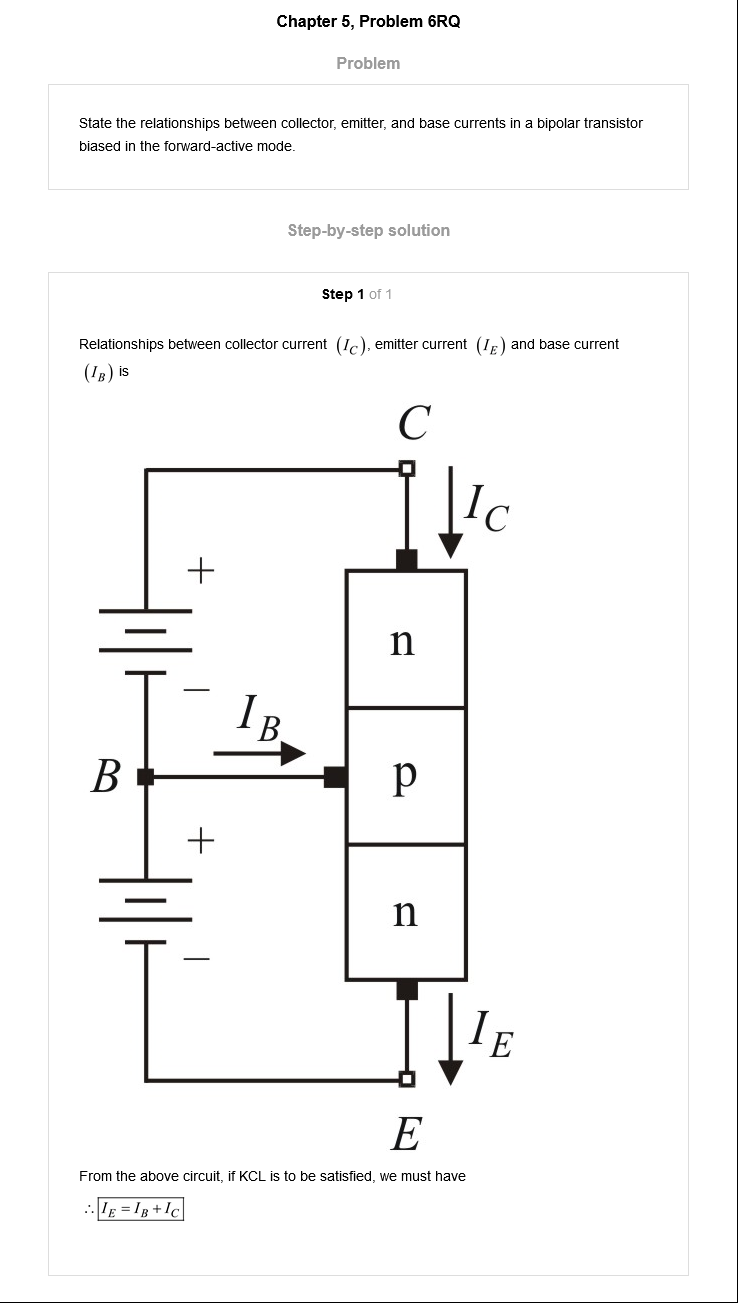 Chapter 5, Problem 6RQ
Problem
State the relationships between collector, emitter, and base currents in a bipolar transistor
biased in the forward-active mode.
Step-by-step solution
Step 1 of 1
Relationships between collector current (I_C), emitter current (I_E) and base current
(I_B) is
C
I_C
+
n
−
I_B
B
p
+
n
−
I_E
E
From the above circuit, if KCL is to be satisfied, we must have
∴ I_E = I_B + I_C